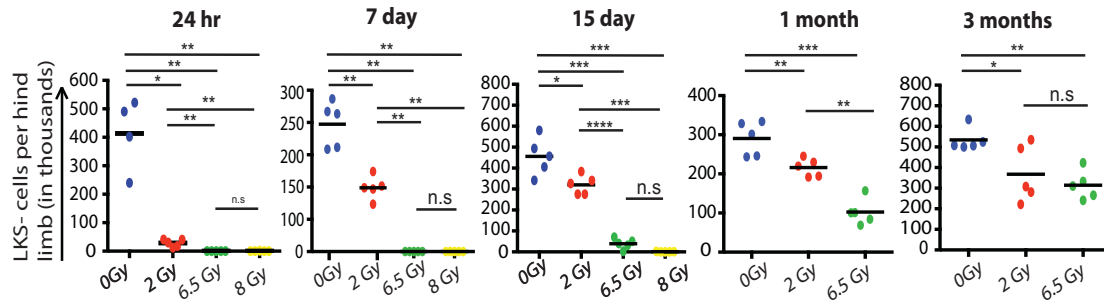 24 hr
7 day
15 day
1 month
3 months
LKS- cells per hind
limb (in thousands)
**
**
*
**
**
n.s
600
500
400
300
200
100
0
0Gy
2 Gy
6.5 Gy
8 Gy
**
**
**
**
**
n.s
300
250
200
150
100
50
0
0Gy
2 Gy
6.5 Gy
8 Gy
***
***
*
***
****
n.s
800
700
600
500
400
300
200
100
0
0Gy
2 Gy
6.5 Gy
8 Gy
***
**
**
400
300
200
100
0
0Gy
2 Gy
6.5 Gy
**
*
n.s
800
700
600
500
400
300
200
100
0
0Gy
2 Gy
6.5 Gy